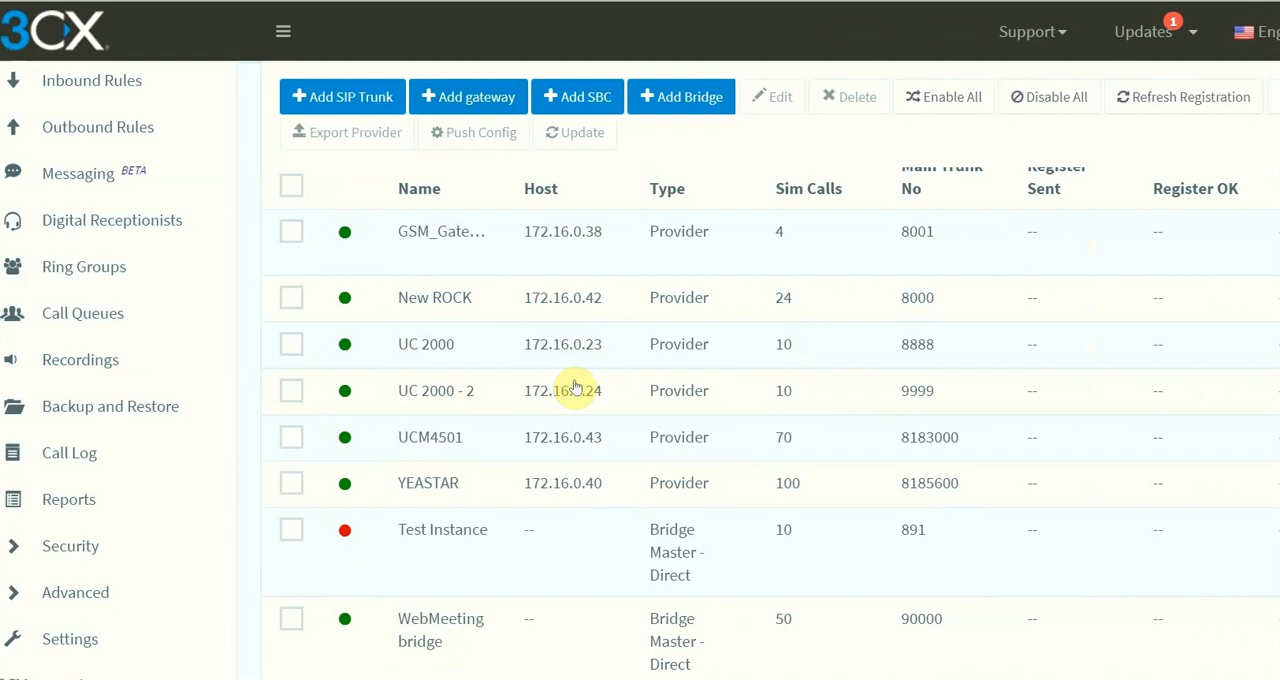 3CX
Support
Updates
1
Eng
Inbound Rules
Outbound Rules
Messaging BETA
Digital Receptionists
Ring Groups
Call Queues
Recordings
Backup and Restore
Call Log
Reports
Security
Advanced
Settings
+ Add SIP Trunk + Add gateway + Add SBC + Add Bridge Edit Delete Enable All Disable All Refresh Registration
Export Provider Push Config Update
Name Host Type Sim Calls Main Trunk No Register Sent Register OK
GSM_Gate... 172.16.0.38 Provider 4 8001 -- --
New ROCK 172.16.0.42 Provider 24 8000 -- --
UC 2000 172.16.0.23 Provider 10 8888 -- --
UC 2000 - 2 172.16.0.24 Provider 10 9999 -- --
UCM4501 172.16.0.43 Provider 70 8183000 -- --
YEASTAR 172.16.0.40 Provider 100 8185600 -- --
Test Instance -- Bridge Master - Direct 10 891 -- --
WebMeeting bridge -- Bridge Master - Direct 50 90000 -- --